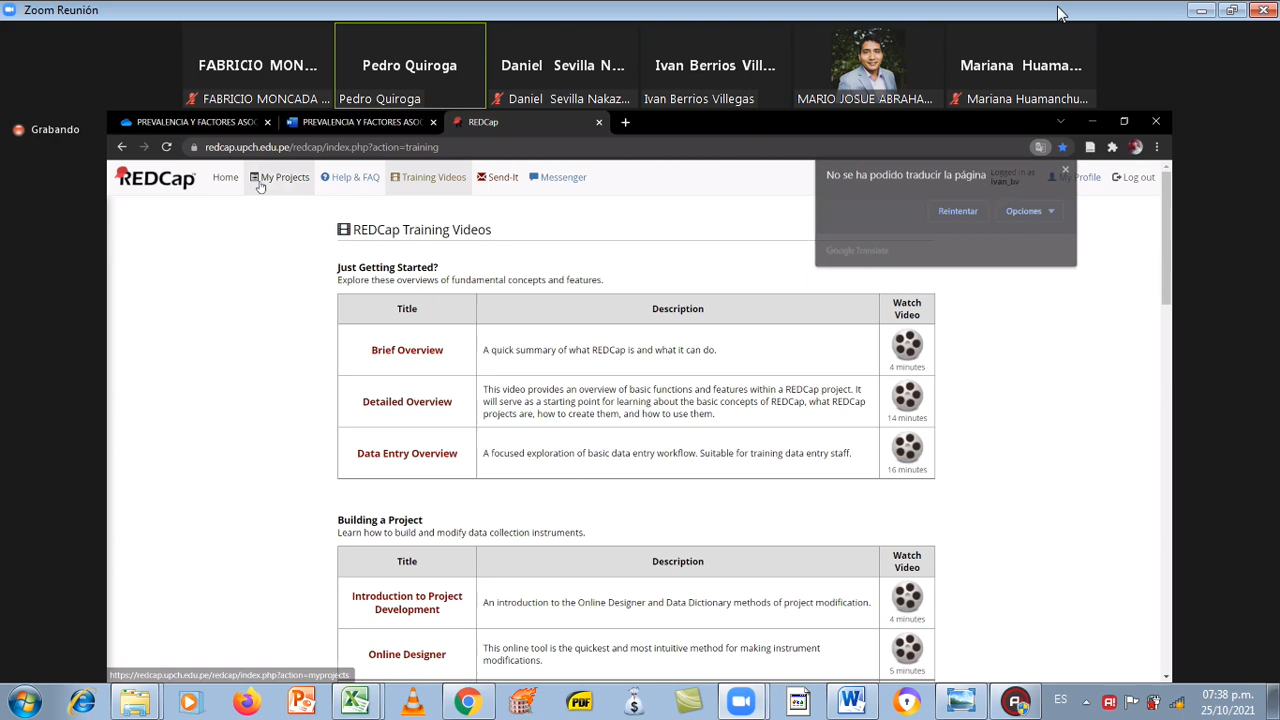 Zoom Reunión
FABRICIO MON...
Pedro Quiroga
Daniel Sevilla N...
Ivan Berrios Vill...
Mariana Huama...
FABRICIO MONCADA ...
Pedro Quiroga
Daniel Sevilla Nakaz...
Ivan Berrios Villegas
MARIO JOSUE ABRAHA...
Mariana Huamanchu...
Grabando
PREVALENCIA Y FACTORES ASOC
PREVALENCIA Y FACTORES ASOC
REDCap
redcap.upch.edu.pe/redcap/index.php?action=training
REDCap
Home
My Projects
Help & FAQ
Training Videos
Send-It
Messenger
Logged in as
ivan_bv
My Profile
Log out
No se ha podido traducir la página
Reintentar
Opciones
Google Translate
REDCap Training Videos
Just Getting Started?
Explore these overviews of fundamental concepts and features.
Title
Description
Watch
Video
Brief Overview
A quick summary of what REDCap is and what it can do.
4 minutes
Detailed Overview
This video provides an overview of basic functions and features within a REDCap project. It
will serve as a starting point for learning about the basic concepts of REDCap, what REDCap
projects are, how to create them, and how to use them.
14 minutes
Data Entry Overview
A focused exploration of basic data entry workflow. Suitable for training data entry staff.
16 minutes
Building a Project
Learn how to build and modify data collection instruments.
Title
Description
Watch
Video
Introduction to Project
Development
An introduction to the Online Designer and Data Dictionary methods of project modification.
4 minutes
Online Designer
This online tool is the quickest and most intuitive method for making instrument
modifications.
5 minutes
https://redcap.upch.edu.pe/redcap/index.php?action=myprojects
PDF
ES
07:38 p.m.
25/10/2021